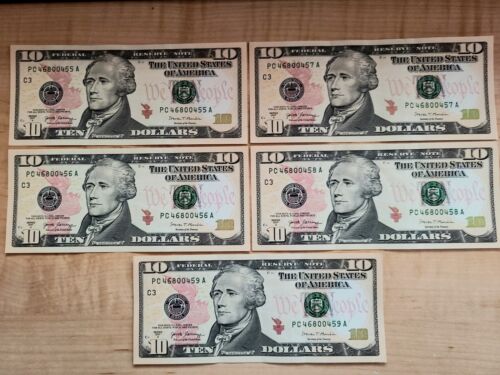 10 FEDERAL RESERVE NOTE 10
THE UNITED STATES
OF AMERICA
PC 46800455 A
C3
We the People
PC 46800455 A
10 TEN DOLLARS 10
10 FEDERAL RESERVE NOTE 10
THE UNITED STATES
OF AMERICA
PC 46800457 A
C3
We the People
PC 46800457 A
10 TEN DOLLARS 10
10 FEDERAL RESERVE NOTE 10
THE UNITED STATES
OF AMERICA
PC 46800456 A
C3
We the People
PC 46800456 A
10 TEN DOLLARS 10
10 FEDERAL RESERVE NOTE 10
THE UNITED STATES
OF AMERICA
PC 46800458 A
C3
We the People
PC 46800458 A
10 TEN DOLLARS 10
10 FEDERAL RESERVE NOTE 10
THE UNITED STATES
OF AMERICA
PC 46800459 A
C3
We the People
PC 46800459 A
10 TEN DOLLARS 10